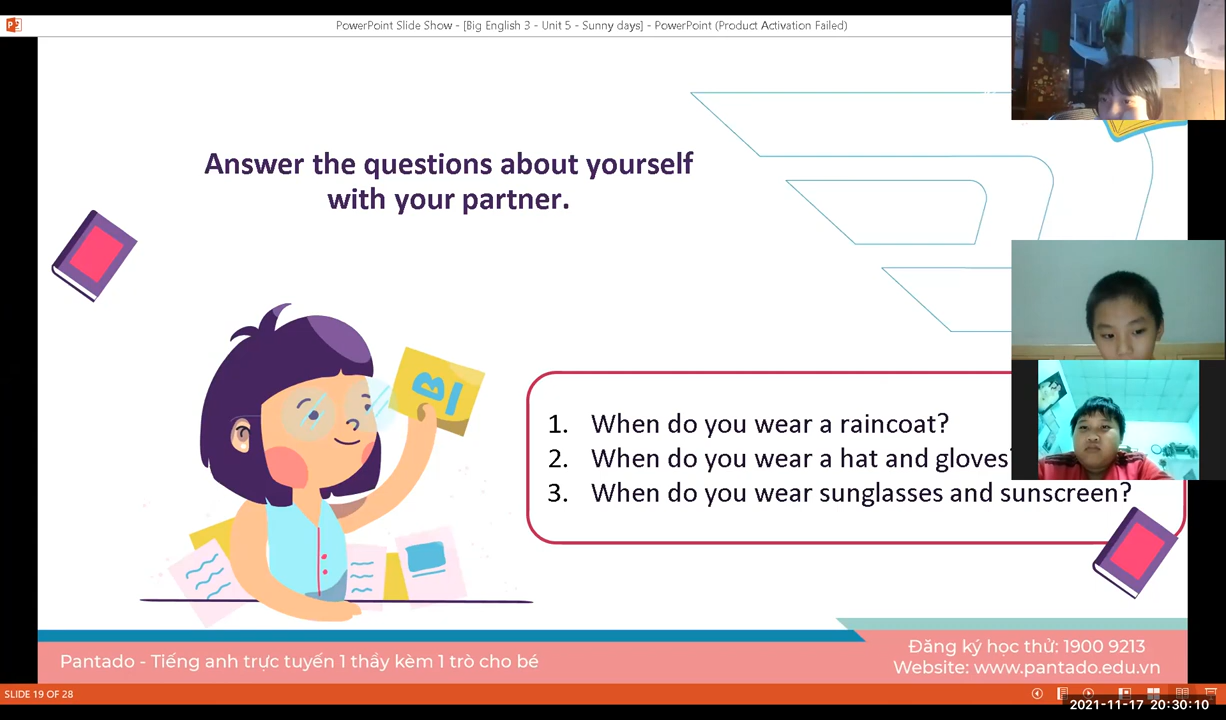 PowerPoint Slide Show - [Big English 3 - Unit 5 - Sunny days] - PowerPoint (Product Activation Failed)
Answer the questions about yourself
with your partner.
1. When do you wear a raincoat?
2. When do you wear a hat and gloves?
3. When do you wear sunglasses and sunscreen?
Pantado - Tiếng anh trực tuyến 1 thầy kèm 1 trò cho bé
Đăng ký học thử: 1900 9213
Website: www.pantado.edu.vn
SLIDE 19 OF 28
2021-11-17 20:30:10